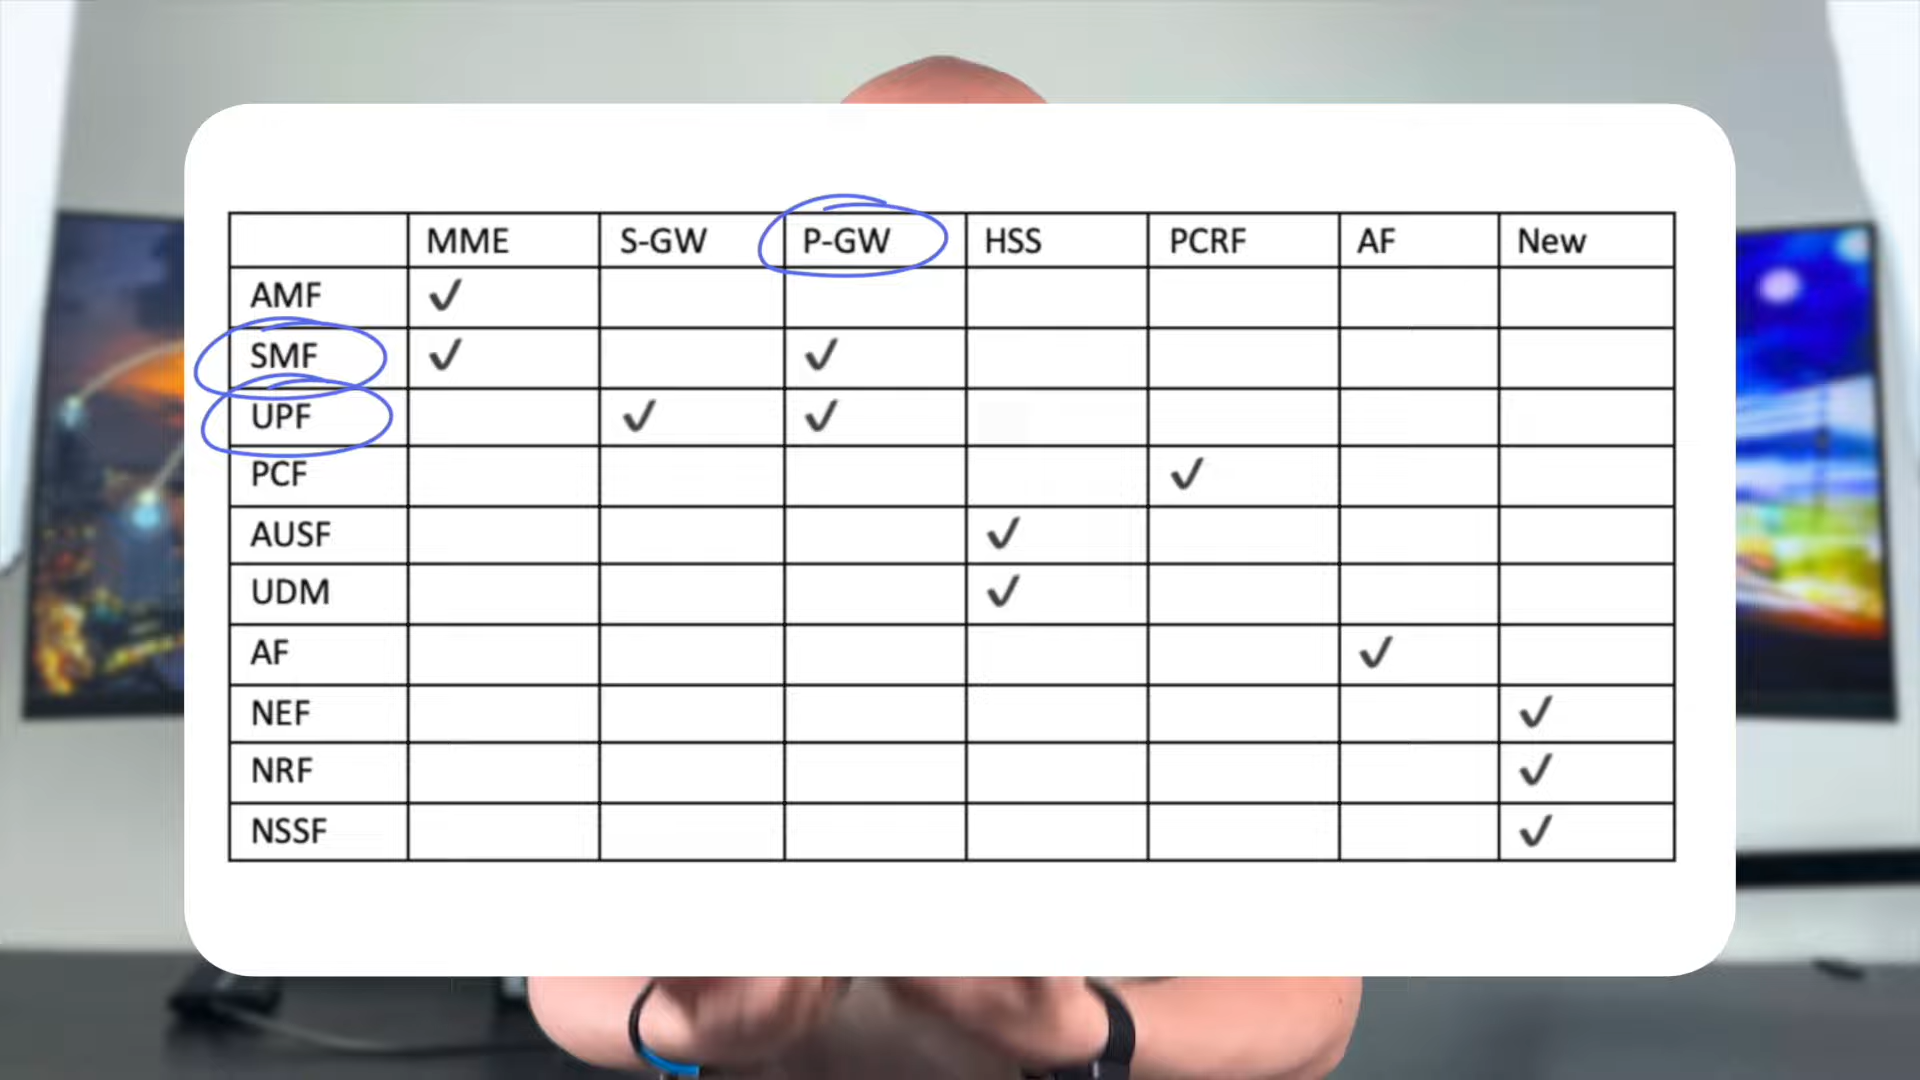 MME S-GW P-GW HSS PCRF AF New
AMF ✓
SMF ✓ ✓
UPF ✓ ✓
PCF ✓
AUSF ✓
UDM ✓
AF ✓
NEF ✓
NRF ✓
NSSF ✓